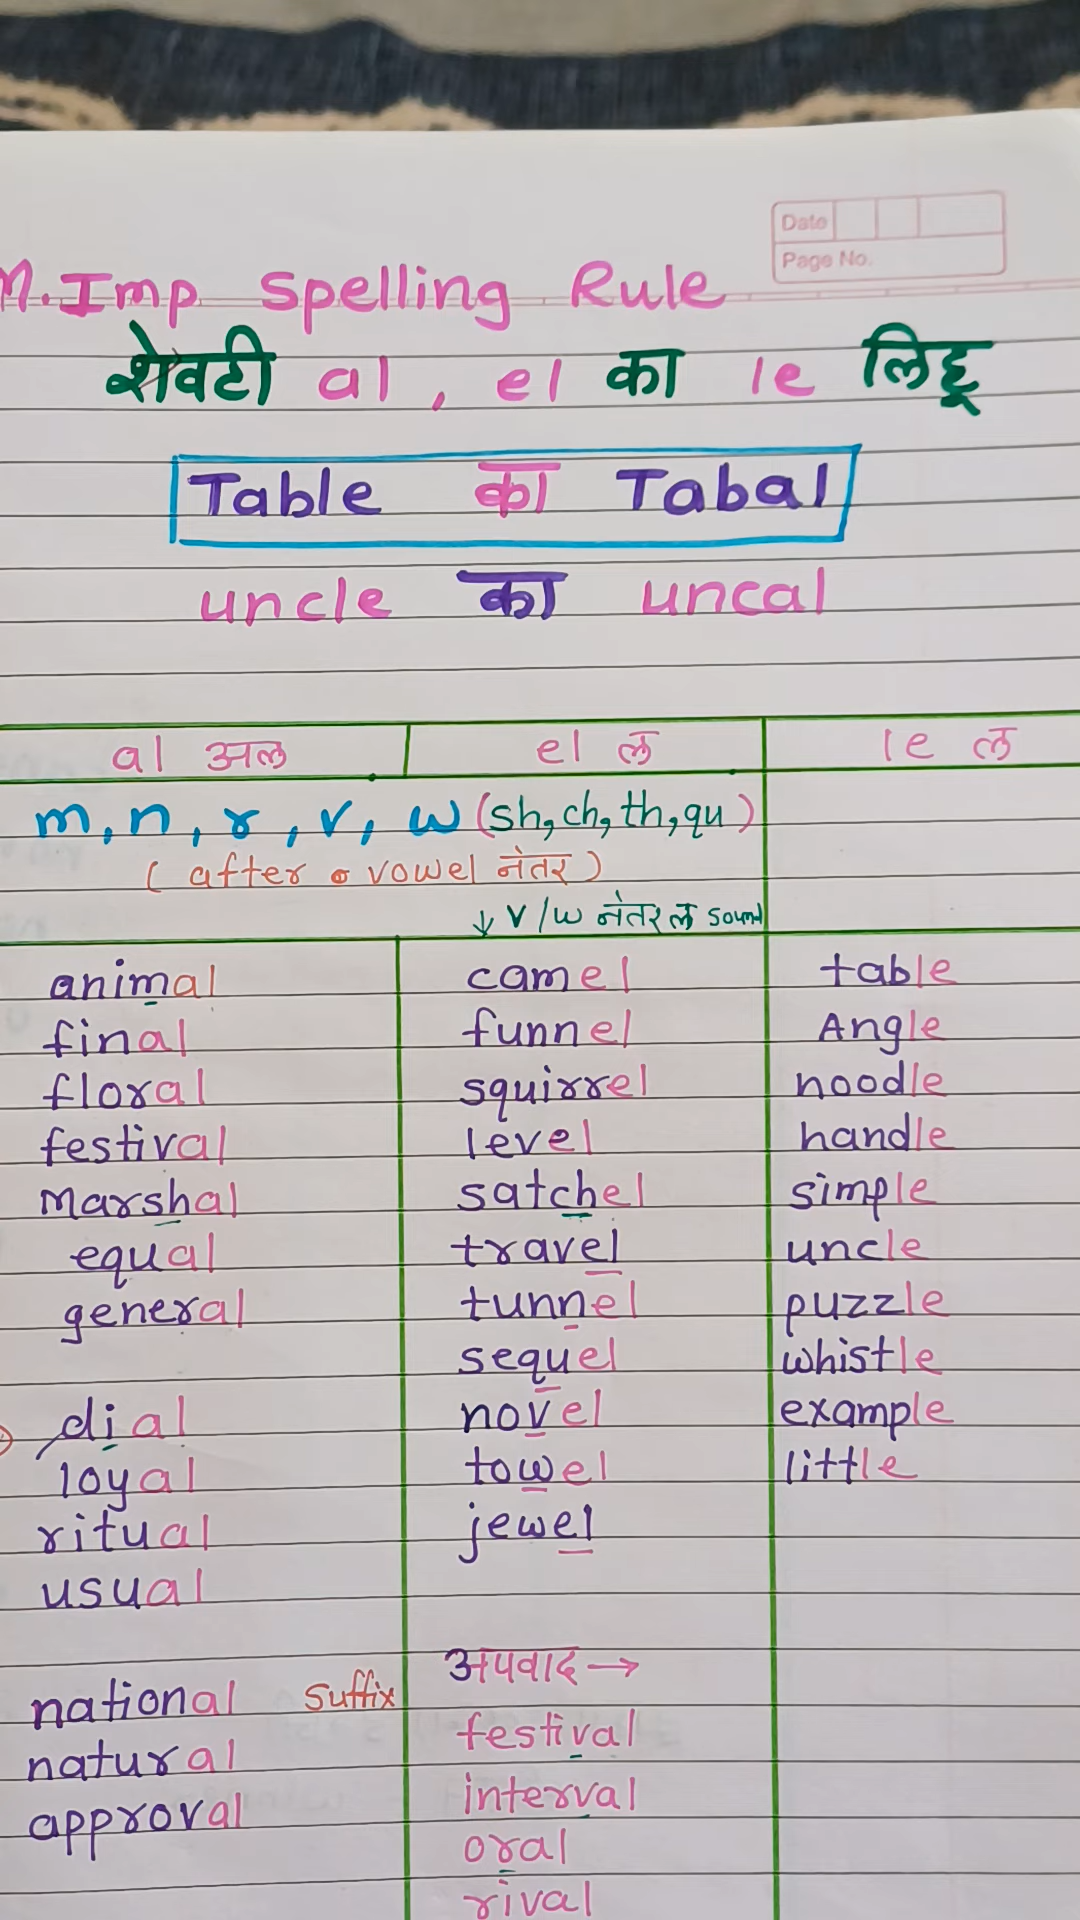 Date
Page No.
M.Imp Spelling Rule
शेवटी al, el का le लिहू
Table का Tabal
uncle का uncal
al अल el ल le ल
m, n, r, v, w (sh, ch, th, qu)
(after vowel नंतर)
↓ v/w नंतर ल sound
animal camel table
final funnel Angle
floral squirrel noodle
festival level handle
Marshal satchel simple
equal travel uncle
general tunnel puzzle
sequel whistle
dial novel example
loyal towel little
ritual jewel
usual
अपवाद →
national suffix festival
natural interval
approval oral
rival